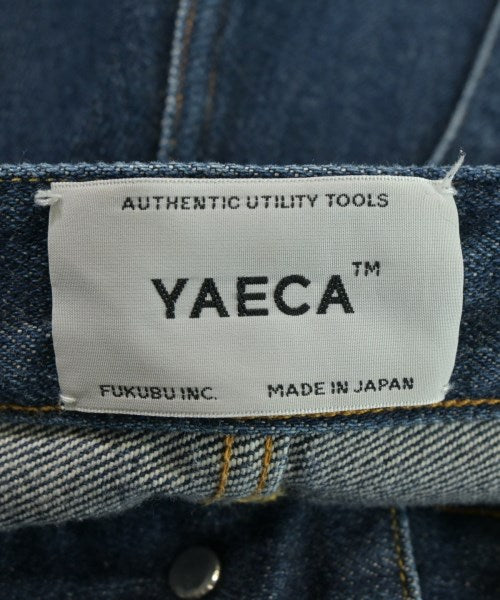 AUTHENTIC UTILITY TOOLS
YAECA™
FUKUBU INC. MADE IN JAPAN